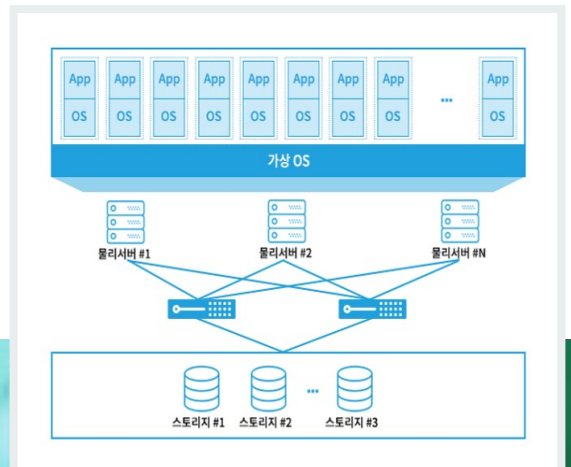 App App App App App App App App App
OS OS OS OS OS OS OS OS ... OS
가상 OS
물리서버 #1 물리서버 #2 물리서버 #N
...
스토리지 #1 스토리지 #2 스토리지 #3